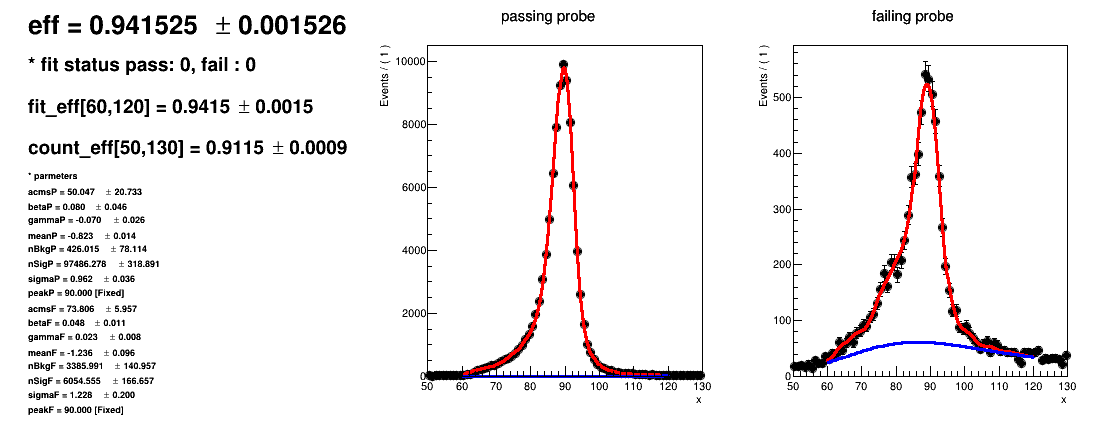 eff = 0.941525 ± 0.001526
* fit status pass: 0, fail : 0
fit_eff[60,120] = 0.9415 ± 0.0015
count_eff[50,130] = 0.9115 ± 0.0009
* parmeters
acmsP = 50.047 ± 20.733
betaP = 0.080 ± 0.046
gammaP = -0.070 ± 0.026
meanP = -0.823 ± 0.014
nBkgP = 426.015 ± 78.114
nSigP = 97486.278 ± 318.891
sigmaP = 0.962 ± 0.036
peakP = 90.000 [Fixed]
acmsF = 73.806 ± 5.957
betaF = 0.048 ± 0.011
gammaF = 0.023 ± 0.008
meanF = -1.236 ± 0.096
nBkgF = 3385.991 ± 140.957
nSigF = 6054.555 ± 166.657
sigmaF = 1.228 ± 0.200
peakF = 90.000 [Fixed]
passing probe
Events / ( 1 )
10000
8000
6000
4000
2000
0
50 60 70 80 90 100 110 120 130
x
failing probe
Events / ( 1 )
500
400
300
200
100
0
50 60 70 80 90 100 110 120 130
x